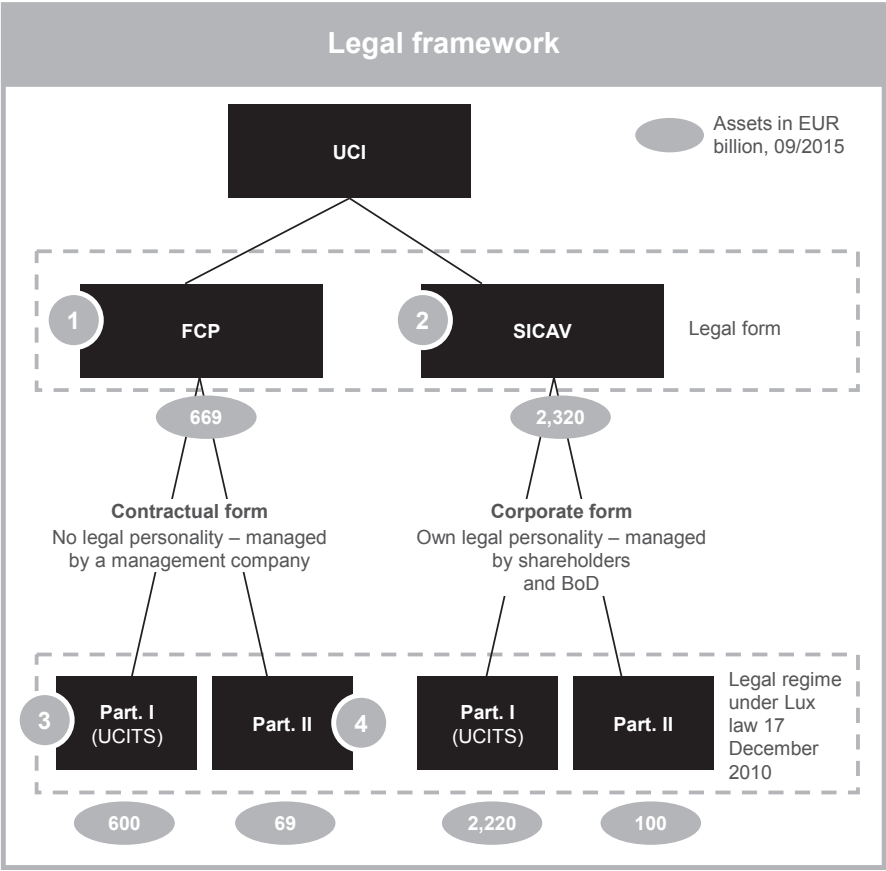 Legal framework
UCI
Assets in EUR
billion, 09/2015
1
FCP
2
SICAV
Legal form
669
2,320
Contractual form
No legal personality – managed
by a management company
Corporate form
Own legal personality – managed
by shareholders
and BoD
3
Part. I
(UCITS)
Part. II
4
Part. I
(UCITS)
Part. II
Legal regime
under Lux
law 17
December
2010
600
69
2,220
100